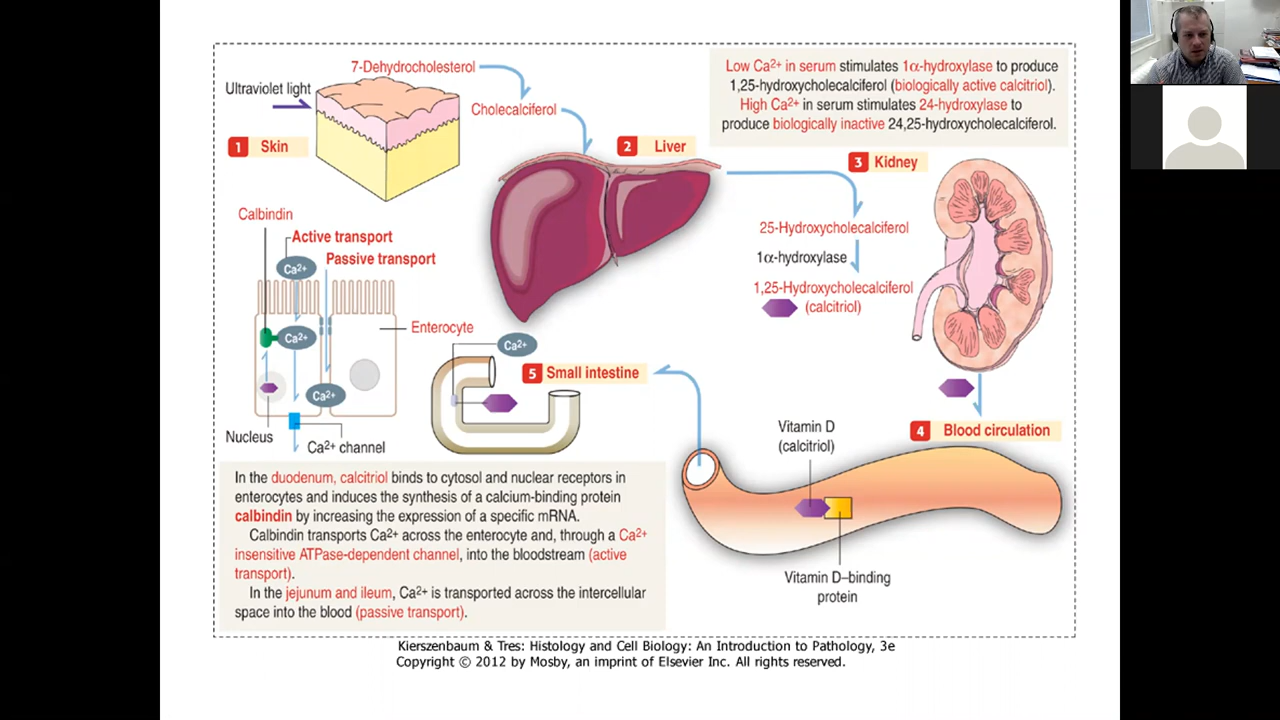 7-Dehydrocholesterol
Ultraviolet light
Cholecalciferol
1 Skin
2 Liver
Low Ca2+ in serum stimulates 1α-hydroxylase to produce
1,25-hydroxycholecalciferol (biologically active calcitriol).
High Ca2+ in serum stimulates 24-hydroxylase to
produce biologically inactive 24,25-hydroxycholecalciferol.
3 Kidney
25-Hydroxycholecalciferol
1α-hydroxylase
1,25-Hydroxycholecalciferol
(calcitriol)
Calbindin
Active transport
Passive transport
Ca2+
Ca2+
Ca2+
Enterocyte
Nucleus
Ca2+ channel
Ca2+
5 Small intestine
4 Blood circulation
Vitamin D
(calcitriol)
Vitamin D–binding
protein
In the duodenum, calcitriol binds to cytosol and nuclear receptors in
enterocytes and induces the synthesis of a calcium-binding protein
calbindin by increasing the expression of a specific mRNA.
Calbindin transports Ca2+ across the enterocyte and, through a Ca2+
insensitive ATPase-dependent channel, into the bloodstream (active
transport).
In the jejunum and ileum, Ca2+ is transported across the intercellular
space into the blood (passive transport).
Kierszenbaum & Tres: Histology and Cell Biology: An Introduction to Pathology, 3e
Copyright © 2012 by Mosby, an imprint of Elsevier Inc. All rights reserved.